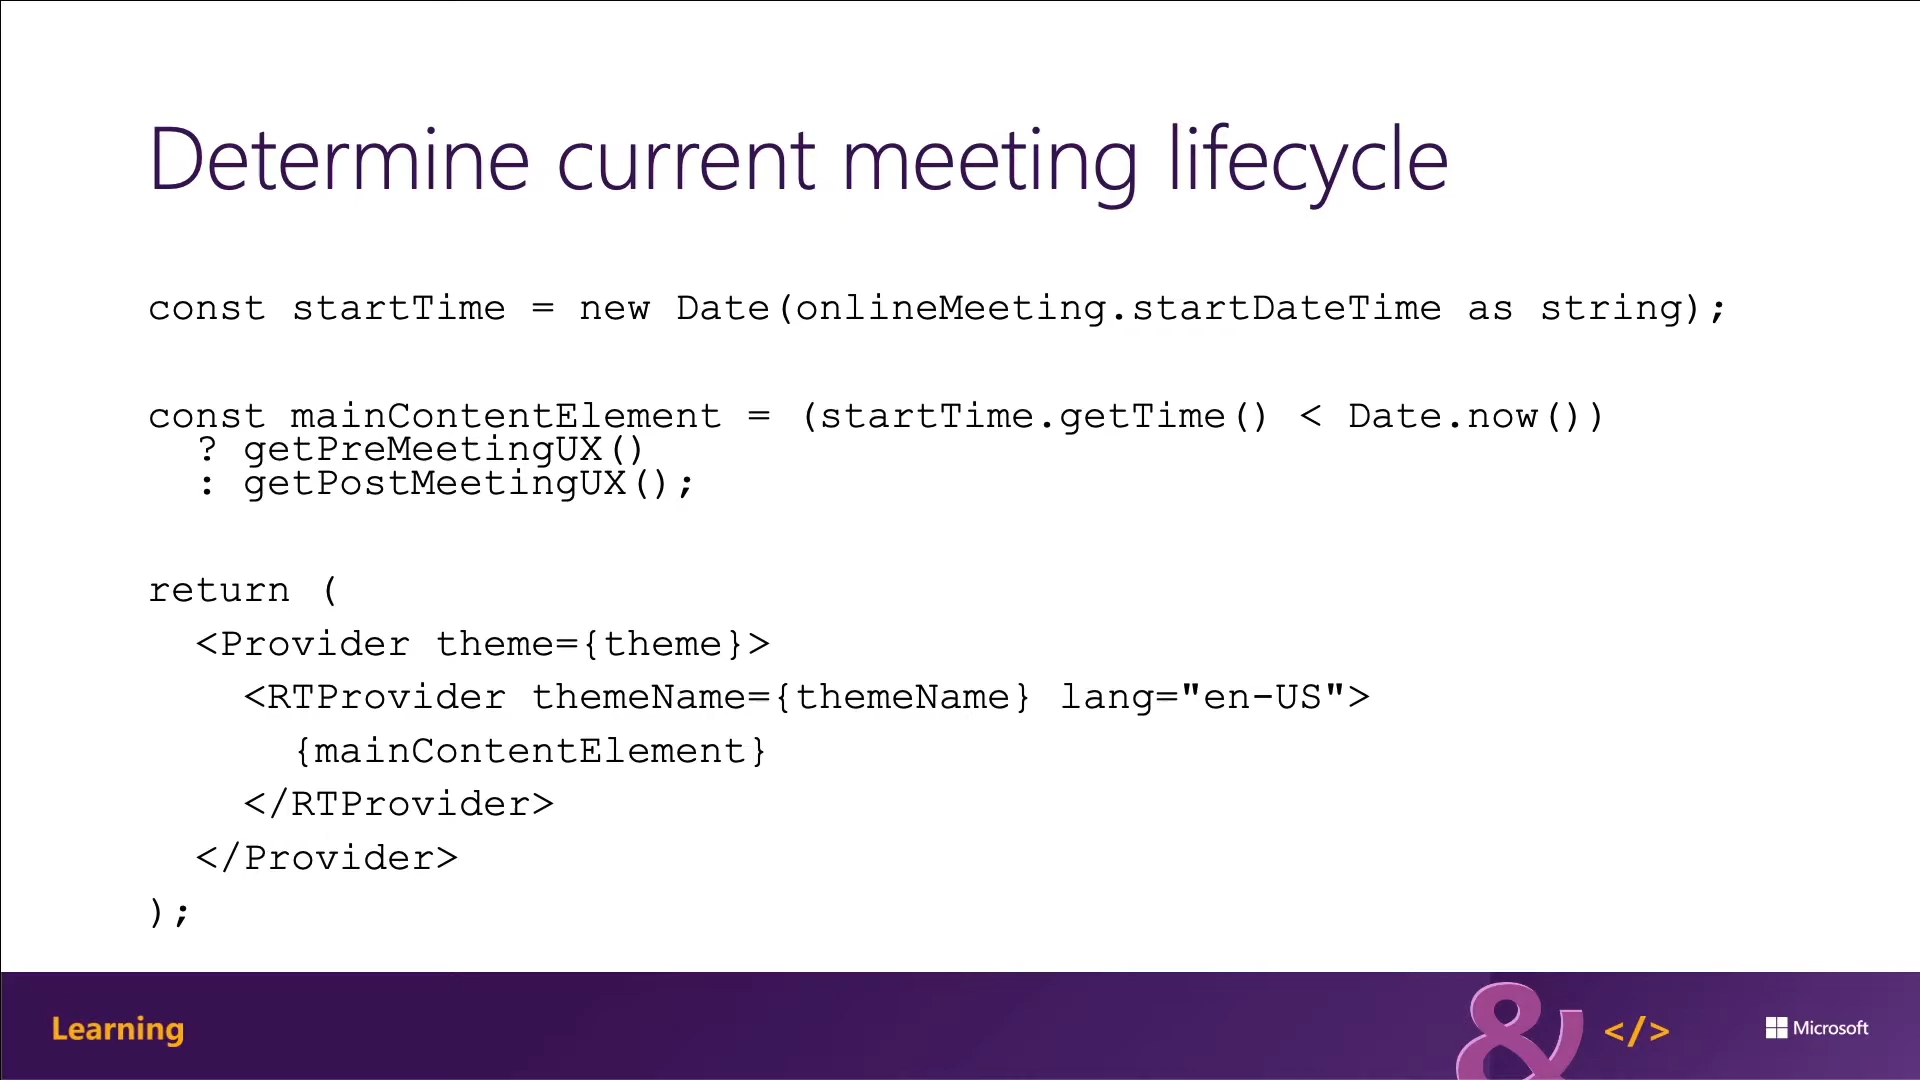 Determine current meeting lifecycle
const startTime = new Date(onlineMeeting.startDateTime as string);
const mainContentElement = (startTime.getTime() < Date.now())
  ? getPreMeetingUX()
  : getPostMeetingUX();
return (
  <Provider theme={theme}>
    <RTProvider themeName={themeName} lang="en-US">
      {mainContentElement}
    </RTProvider>
  </Provider>
);
Learning
& </>
Microsoft